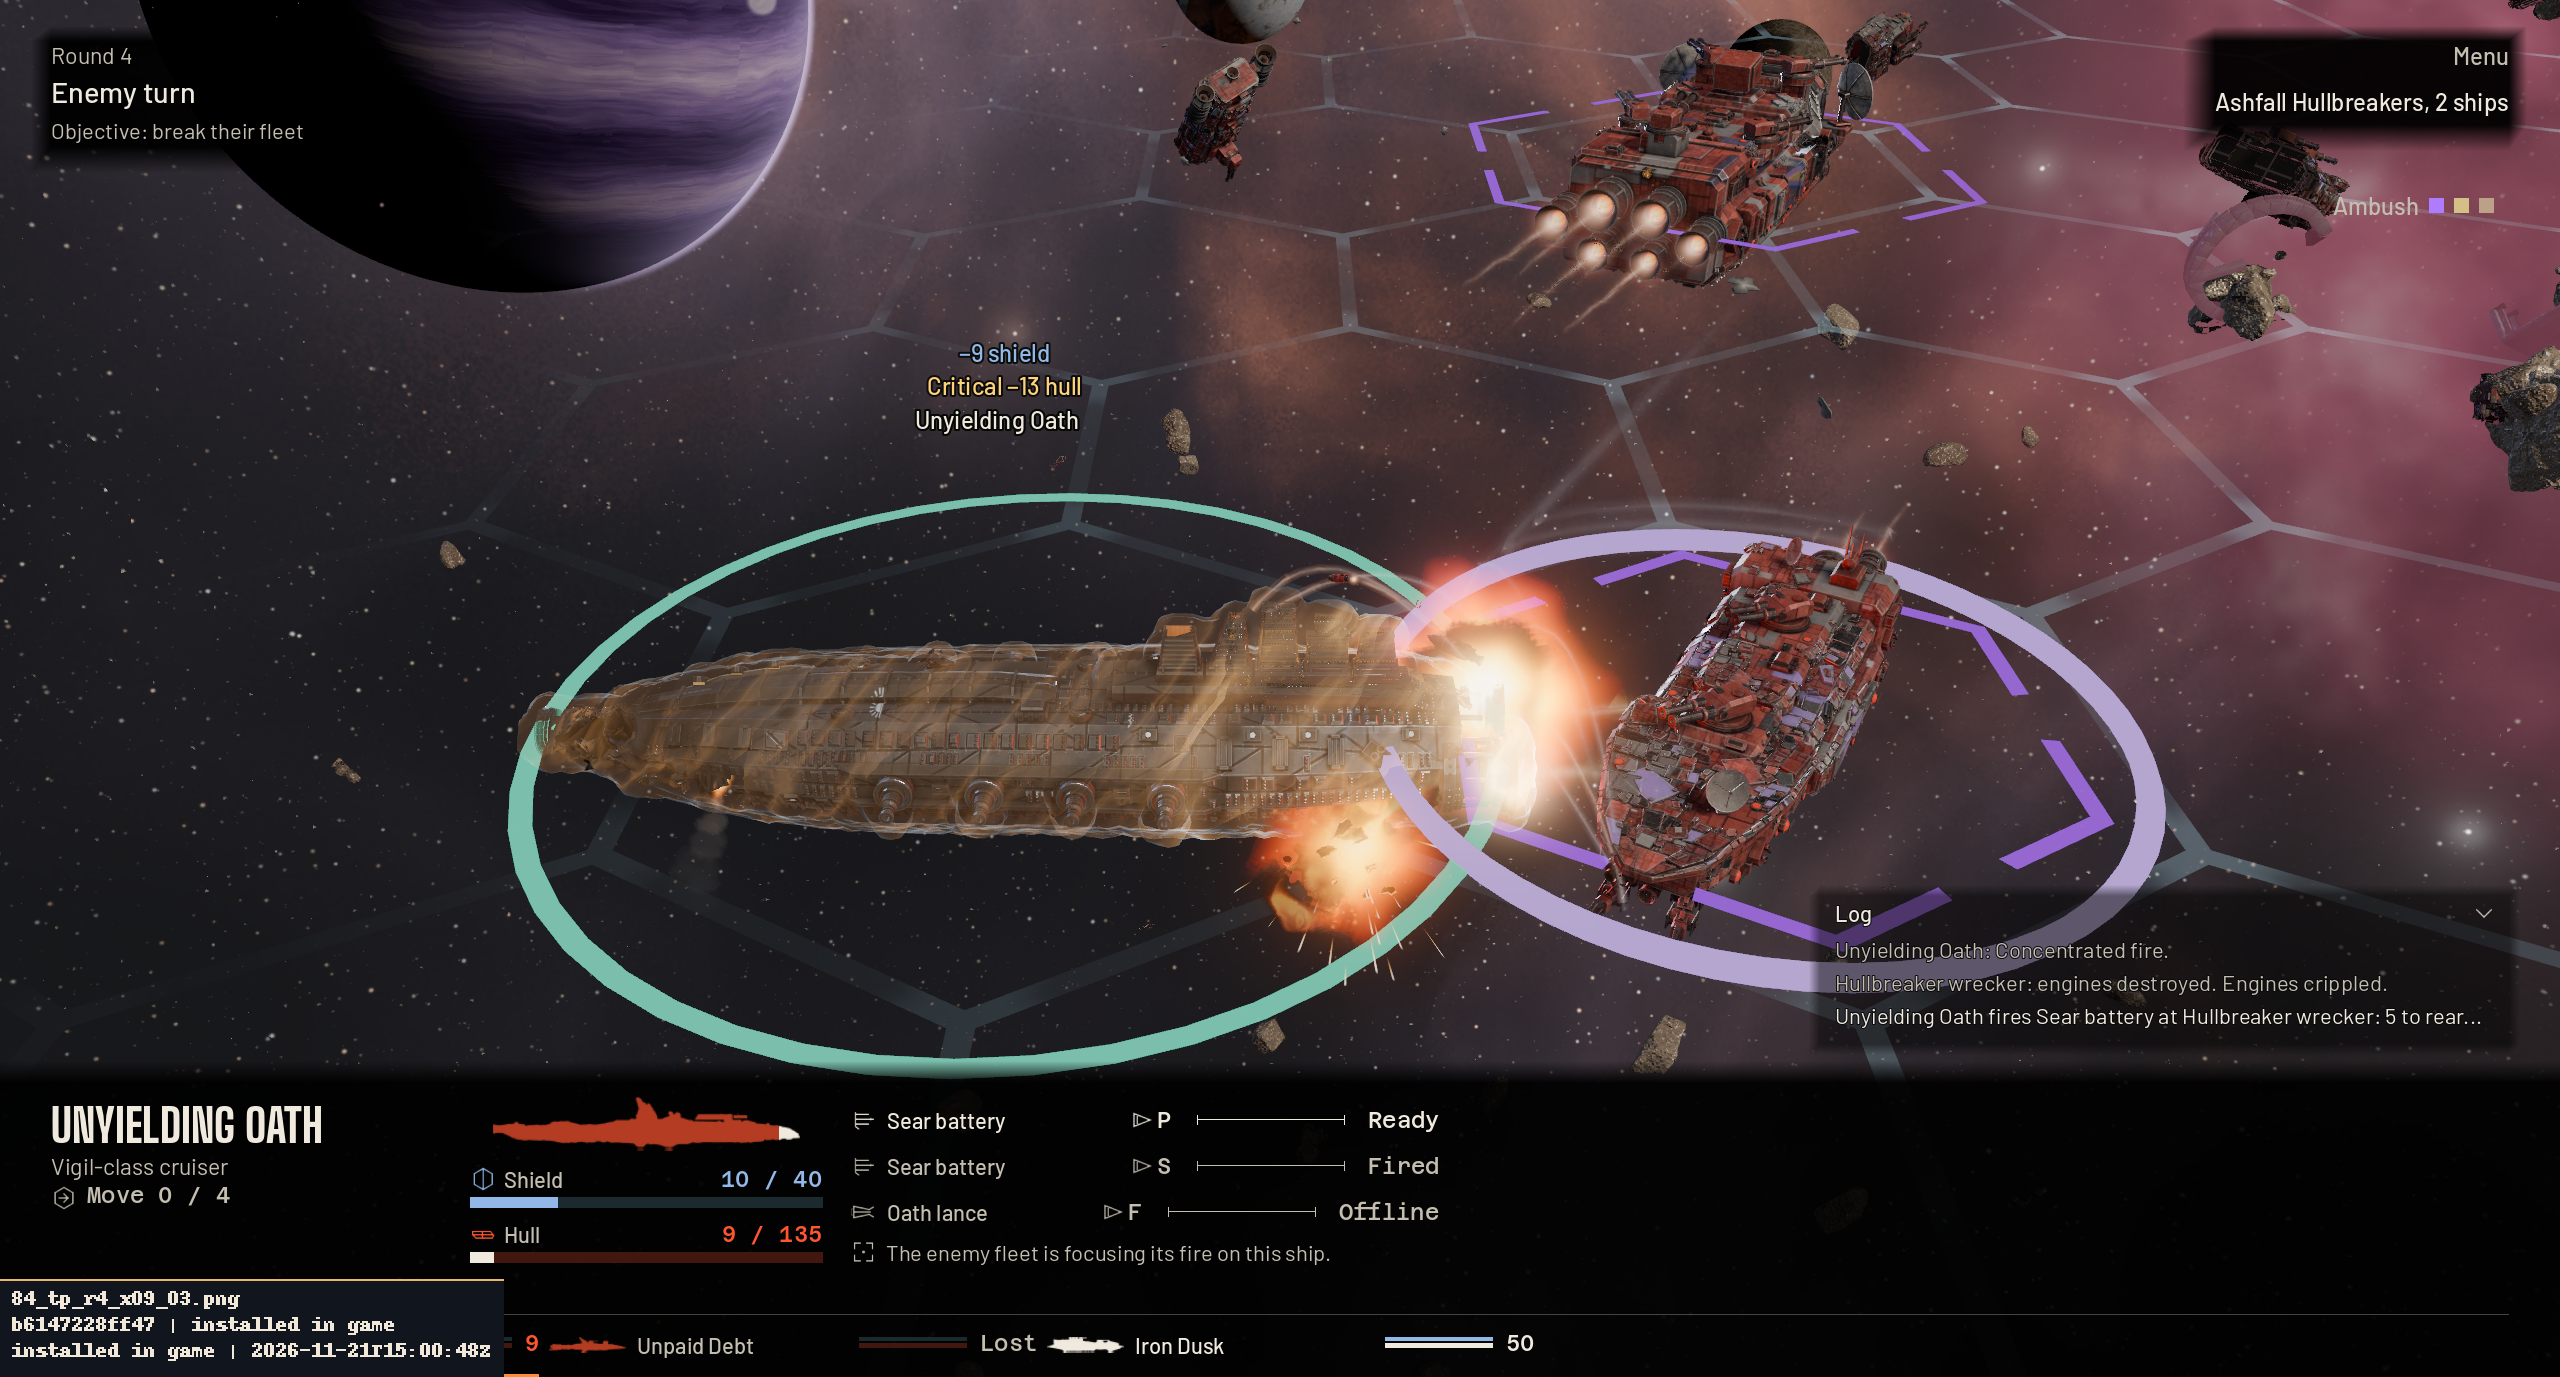 Round 4
Enemy turn
Objective: break their fleet
Menu
Ashfall Hullbreakers, 2 ships
Ambush
−9 shield
Critical −13 hull
Unyielding Oath
Log
Unyielding Oath: Concentrated fire.
Hullbreaker wrecker: engines destroyed. Engines crippled.
Unyielding Oath fires Sear battery at Hullbreaker wrecker: 5 to rear...
UNYIELDING OATH
Vigil-class cruiser
Move 0 / 4
Shield 10 / 40
Hull 9 / 135
Sear battery P Ready
Sear battery S Fired
Oath lance F Offline
The enemy fleet is focusing its fire on this ship.
84_tp_r4_x09_03.png
b6147228ff47 | installed in game
installed in game | 2026-11-21r15:00:48z
9 Unpaid Debt Lost Iron Dusk 50